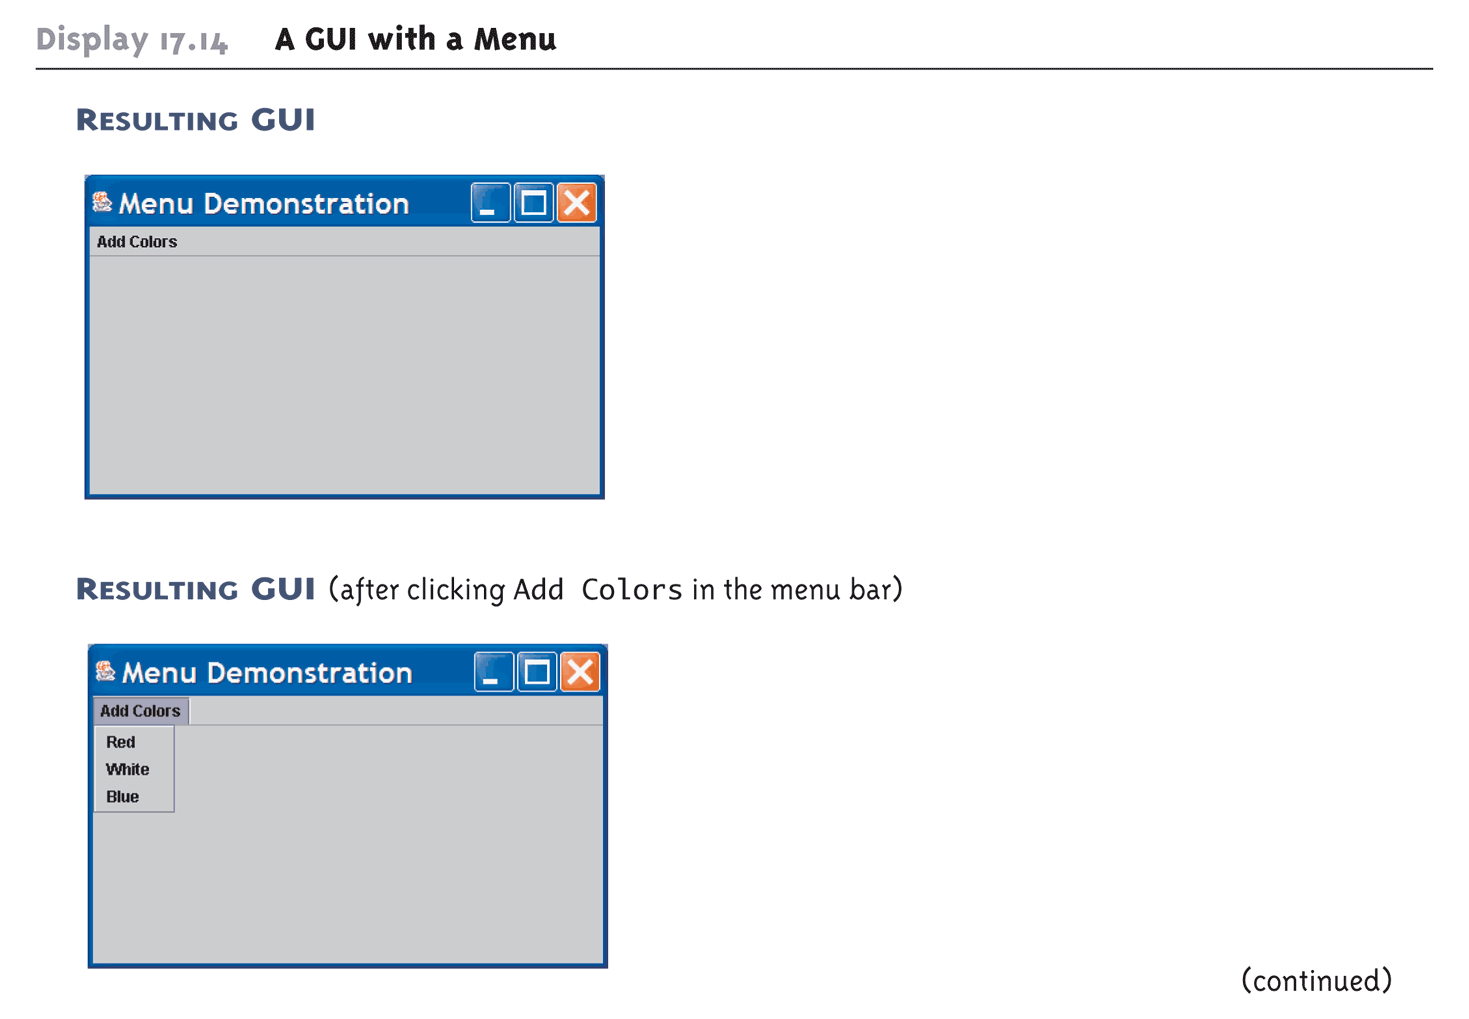 Display 17.14 A GUI with a Menu
RESULTING GUI
Menu Demonstration
Add Colors
RESULTING GUI (after clicking Add Colors in the menu bar)
Menu Demonstration
Add Colors
Red
White
Blue
(continued)